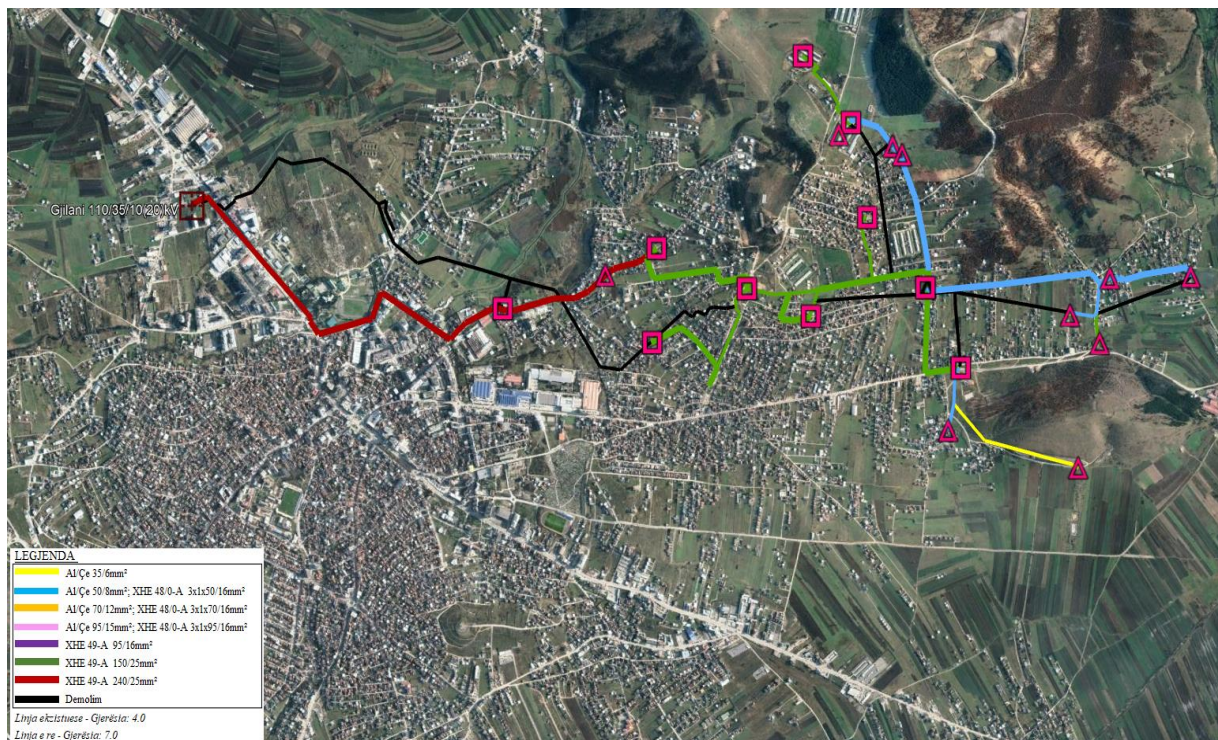 Gjilani 110/35/10(20)kV
LEGJENDA
Al/Çe 35/6mm²
Al/Çe 50/8mm²; XHE 48/0-A 3x1x50/16mm²
Al/Çe 70/12mm²; XHE 48/0-A 3x1x70/16mm²
Al/Çe 95/15mm²; XHE 48/0-A 3x1x95/16mm²
XHE 49-A 95/16mm²
XHE 49-A 150/25mm²
XHE 49-A 240/25mm²
Demolim
Linja ekzistuese - Gjerësia: 4.0
Linja e re - Gjerësia: 7.0